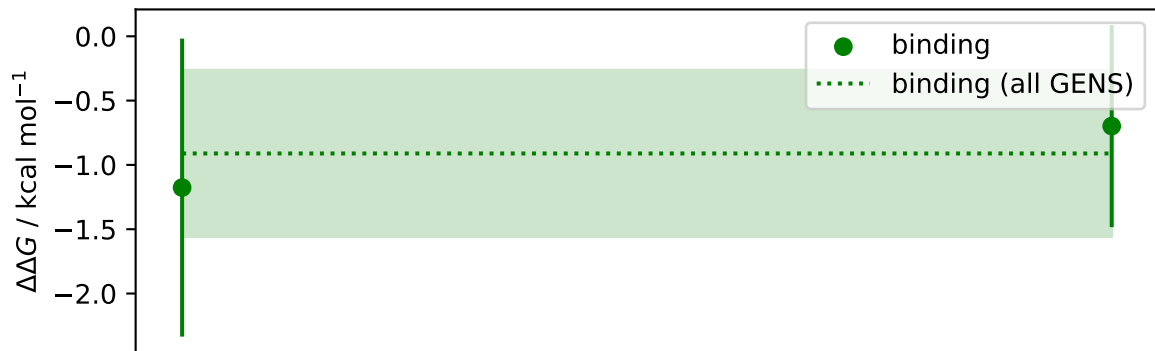 0.0
−0.5
−1.0
−1.5
−2.0
ΔΔG / kcal mol⁻¹
binding
binding (all GENS)